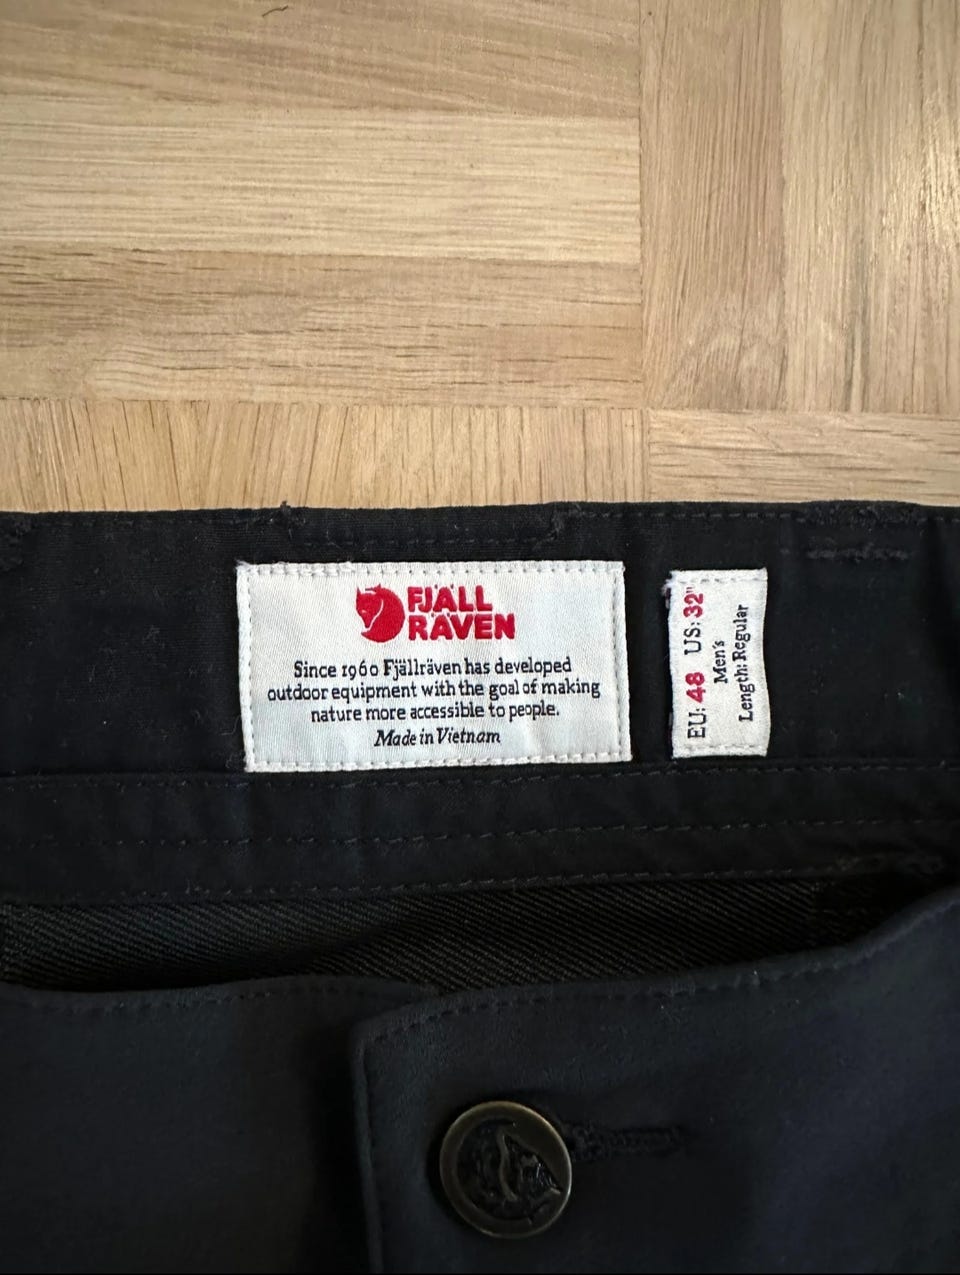 FJÄLL
RÄVEN
Since 1960 Fjällräven has developed
outdoor equipment with the goal of making
nature more accessible to people.
Made in Vietnam
EU: 48 US: 32"
Men's
Length: Regular